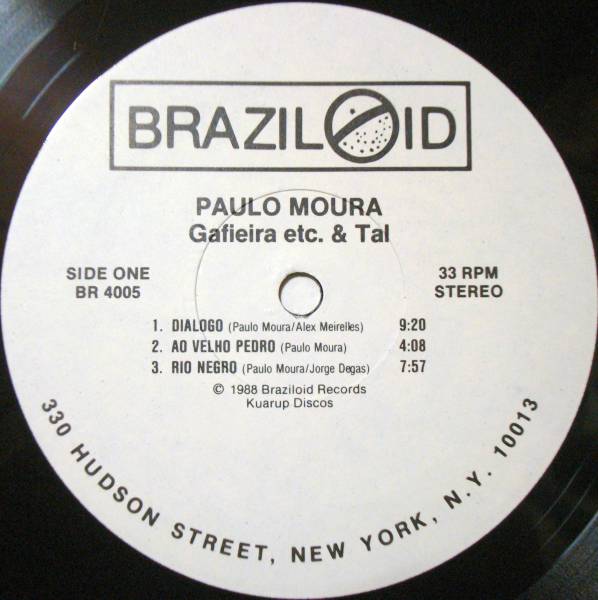 BRAZILOID
PAULO MOURA
Gafieira etc. & Tal
SIDE ONE
BR 4005
33 RPM
STEREO
1. DIALOGO (Paulo Moura/Alex Meirelles) 9:20
2. AO VELHO PEDRO (Paulo Moura) 4:08
3. RIO NEGRO (Paulo Moura/Jorge Degas) 7:57
© 1988 Braziloid Records
Kuarup Discos
330 HUDSON STREET, NEW YORK, N.Y. 10013